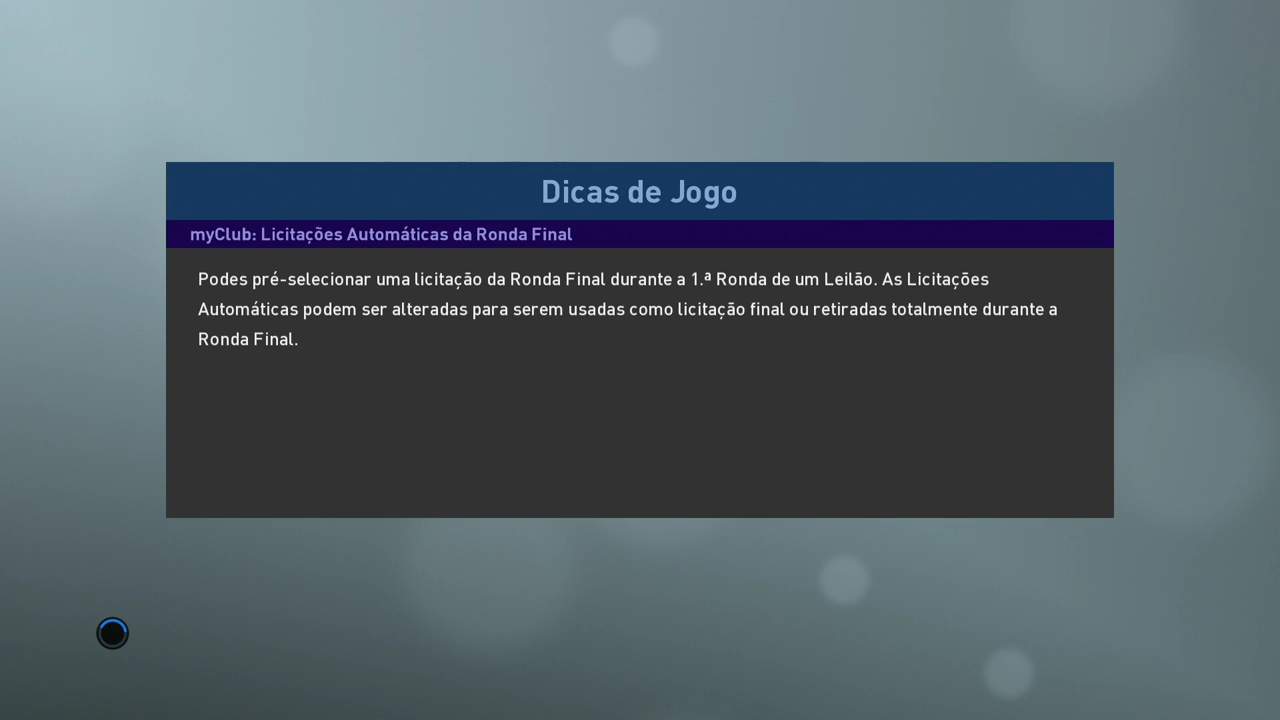 Dicas de Jogo
myClub: Licitações Automáticas da Ronda Final
Podes pré-selecionar uma licitação da Ronda Final durante a 1.ª Ronda de um Leilão. As Licitações
Automáticas podem ser alteradas para serem usadas como licitação final ou retiradas totalmente durante a
Ronda Final.